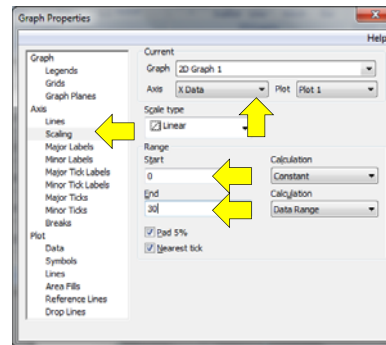 Graph Properties
Help
Graph
Legends
Grids
Graph Planes
Axis
Lines
Scaling
Major Labels
Minor Labels
Major Tick Labels
Minor Tick Labels
Major Ticks
Minor Ticks
Breaks
Plot
Data
Symbols
Lines
Area Fills
Reference Lines
Drop Lines
Current
Graph 2D Graph 1
Axis X Data Plot Plot 1
Scale type
Linear
Range
Start Calculation
0 Constant
End Calculation
30 Data Range
Pad 5%
Nearest tick